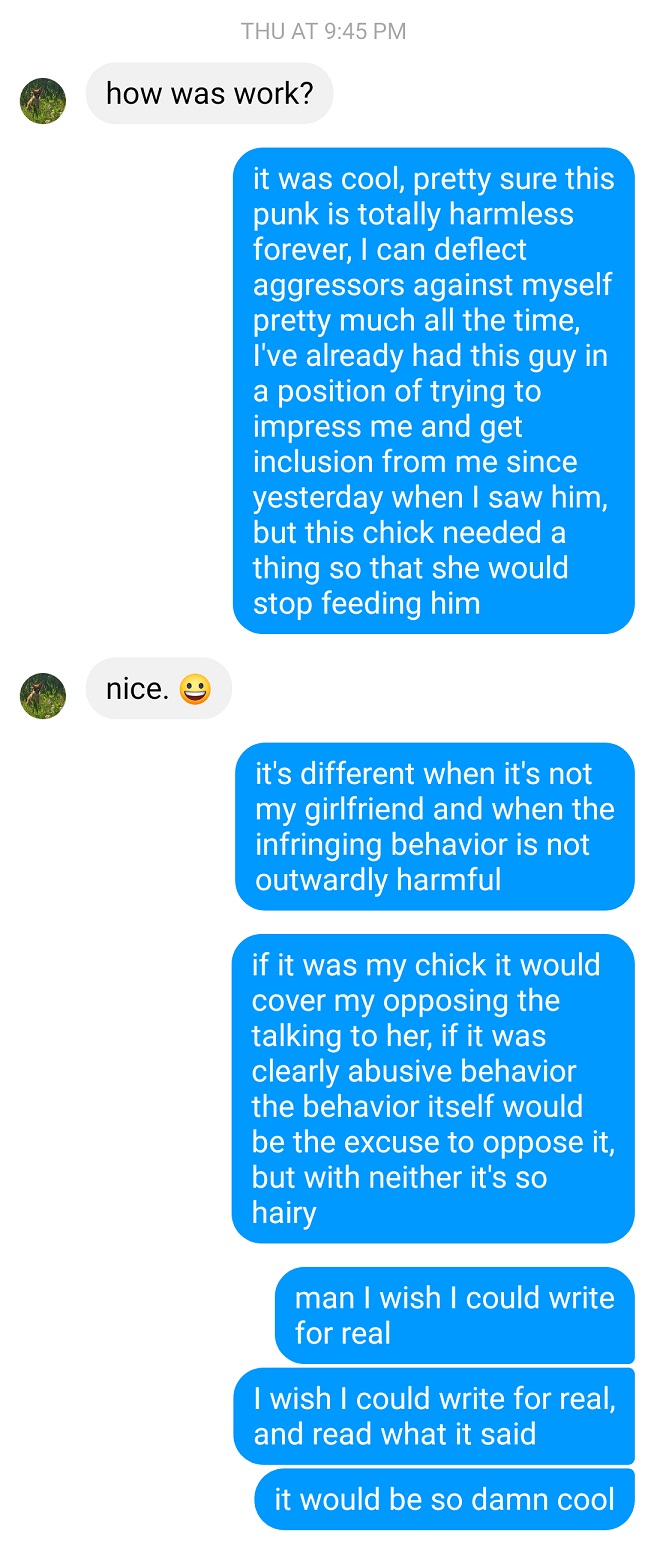 THU AT 9:45 PM
how was work?
it was cool, pretty sure this
punk is totally harmless
forever, I can deflect
aggressors against myself
pretty much all the time,
I've already had this guy in
a position of trying to
impress me and get
inclusion from me since
yesterday when I saw him,
but this chick needed a
thing so that she would
stop feeding him
nice. 😀
it's different when it's not
my girlfriend and when the
infringing behavior is not
outwardly harmful
if it was my chick it would
cover my opposing the
talking to her, if it was
clearly abusive behavior
the behavior itself would
be the excuse to oppose it,
but with neither it's so
hairy
man I wish I could write
for real
I wish I could write for real,
and read what it said
it would be so damn cool